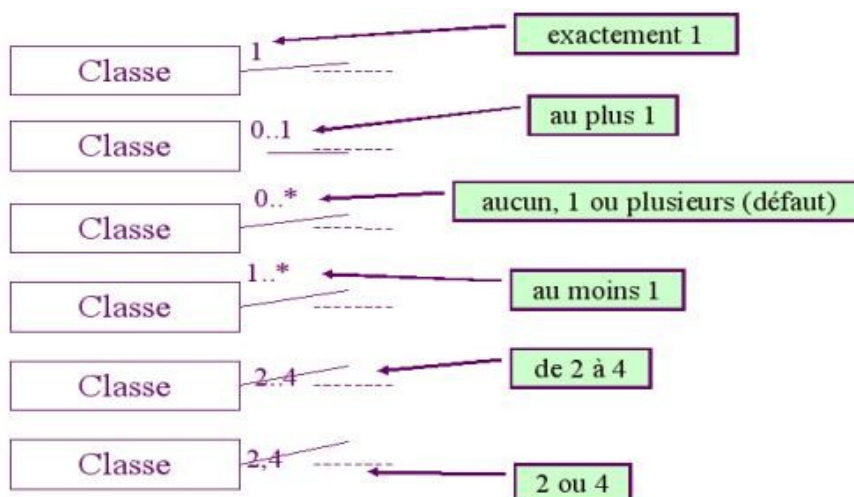 1
exactement 1
Classe
0..1
au plus 1
Classe
0..*
aucun, 1 ou plusieurs (défaut)
Classe
1..*
au moins 1
Classe
2..4
de 2 à 4
Classe
2,4
2 ou 4
Classe